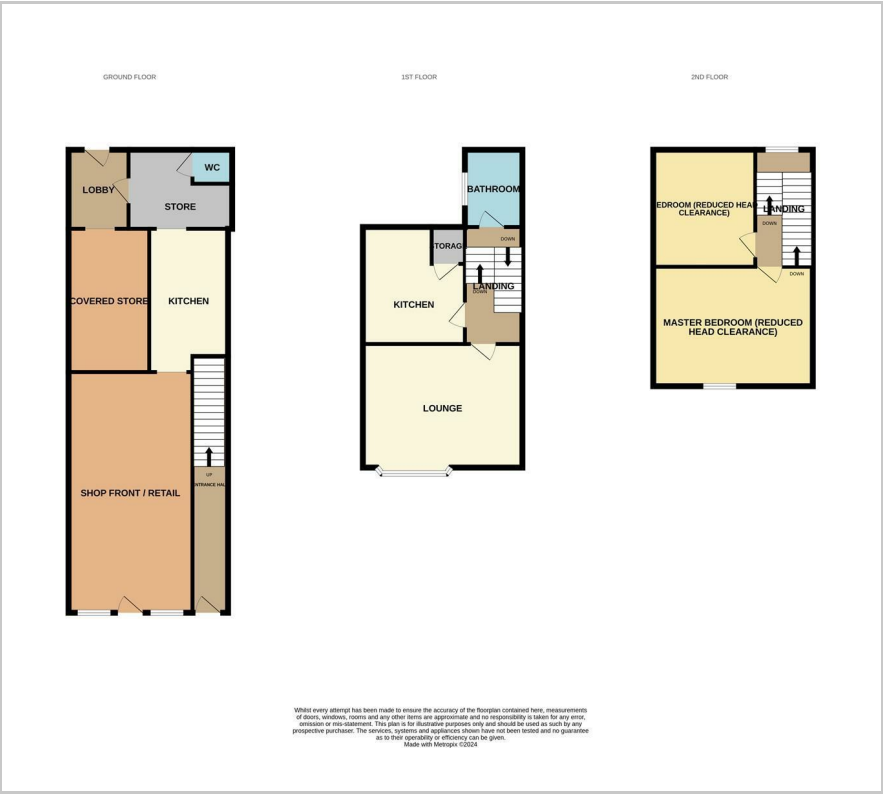 GROUND FLOOR
1ST FLOOR
2ND FLOOR
LOBBY
WC
STORE
COVERED STORE
KITCHEN
SHOP FRONT / RETAIL
UP
NTRANCE HAL
BATHROOM
DOWN
TORAG
KITCHEN
LANDING
DOWN
LOUNGE
EDROOM (REDUCED HEAD
CLEARANCE)
LANDING
DOWN
DOWN
MASTER BEDROOM (REDUCED
HEAD CLEARANCE)
Whilst every attempt has been made to ensure the accuracy of the floorplan contained here, measurements
of doors, windows, rooms and any other items are approximate and no responsibility is taken for any error,
omission or mis-statement. This plan is for illustrative purposes only and should be used as such by any
prospective purchaser. The services, systems and appliances shown have not been tested and no guarantee
as to their operability or efficiency can be given.
Made with Metropix ©2024